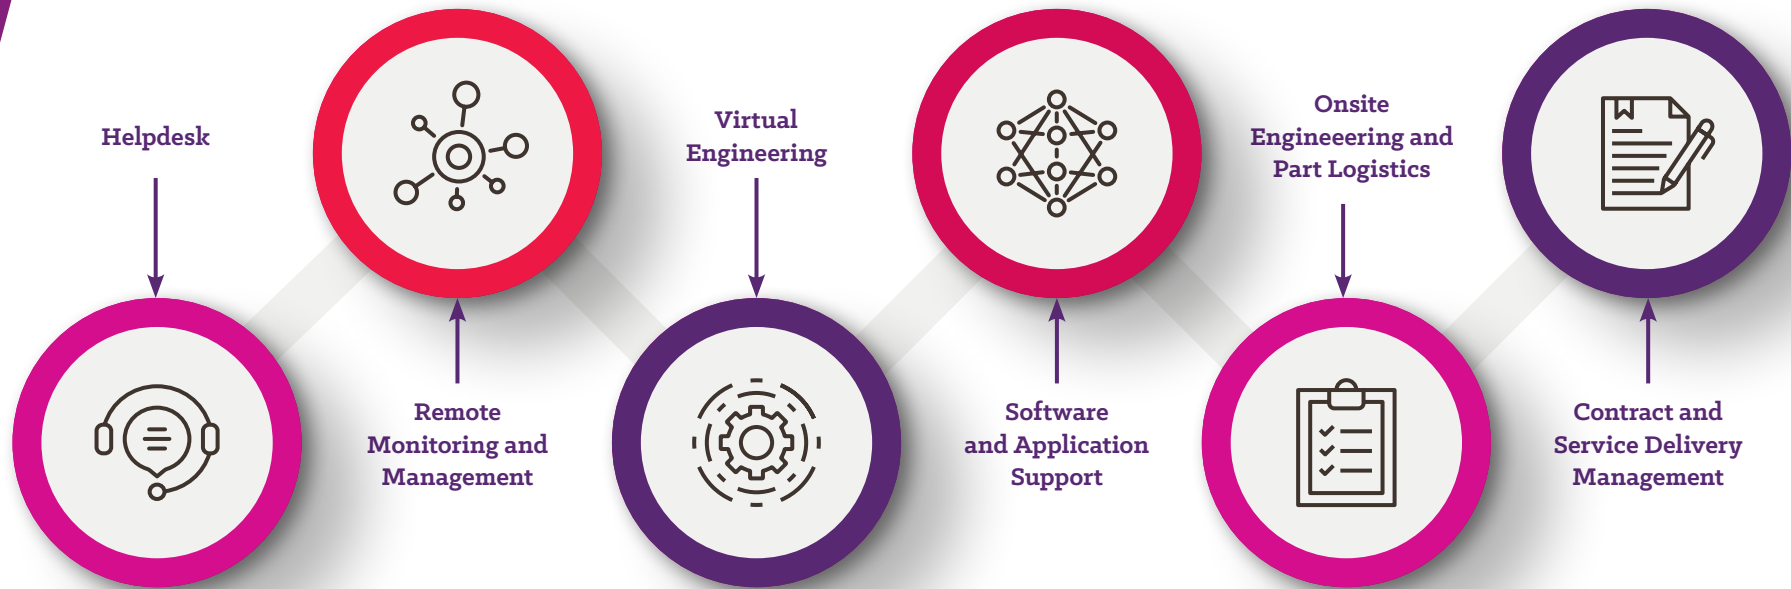 Helpdesk
Remote
Monitoring and
Management
Virtual
Engineering
Software
and Application
Support
Onsite
Engineeering and
Part Logistics
Contract and
Service Delivery
Management